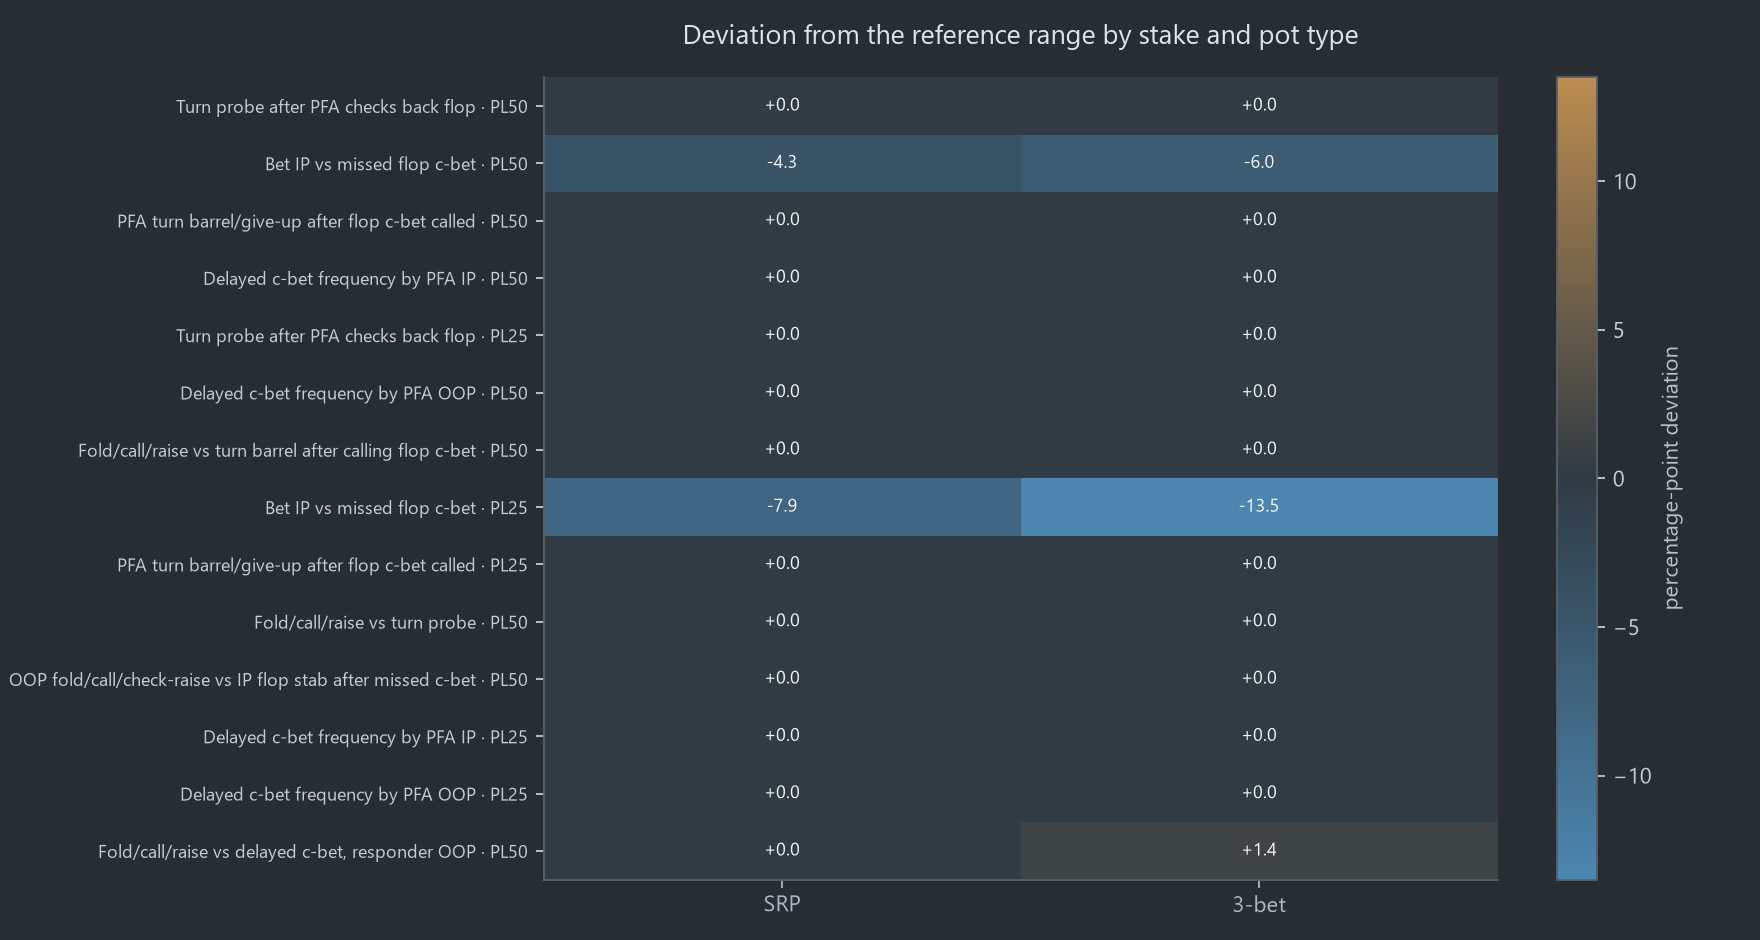 Deviation from the reference range by stake and pot type
Turn probe after PFA checks back flop · PL50 +0.0 +0.0
Bet IP vs missed flop c-bet · PL50 -4.3 -6.0
PFA turn barrel/give-up after flop c-bet called · PL50 +0.0 +0.0
Delayed c-bet frequency by PFA IP · PL50 +0.0 +0.0
Turn probe after PFA checks back flop · PL25 +0.0 +0.0
Delayed c-bet frequency by PFA OOP · PL50 +0.0 +0.0
Fold/call/raise vs turn barrel after calling flop c-bet · PL50 +0.0 +0.0
Bet IP vs missed flop c-bet · PL25 -7.9 -13.5
PFA turn barrel/give-up after flop c-bet called · PL25 +0.0 +0.0
Fold/call/raise vs turn probe · PL50 +0.0 +0.0
OOP fold/call/check-raise vs IP flop stab after missed c-bet · PL50 +0.0 +0.0
Delayed c-bet frequency by PFA IP · PL25 +0.0 +0.0
Delayed c-bet frequency by PFA OOP · PL25 +0.0 +0.0
Fold/call/raise vs delayed c-bet, responder OOP · PL50 +0.0 +1.4
SRP 3-bet
10
5
0
−5
−10
percentage-point deviation